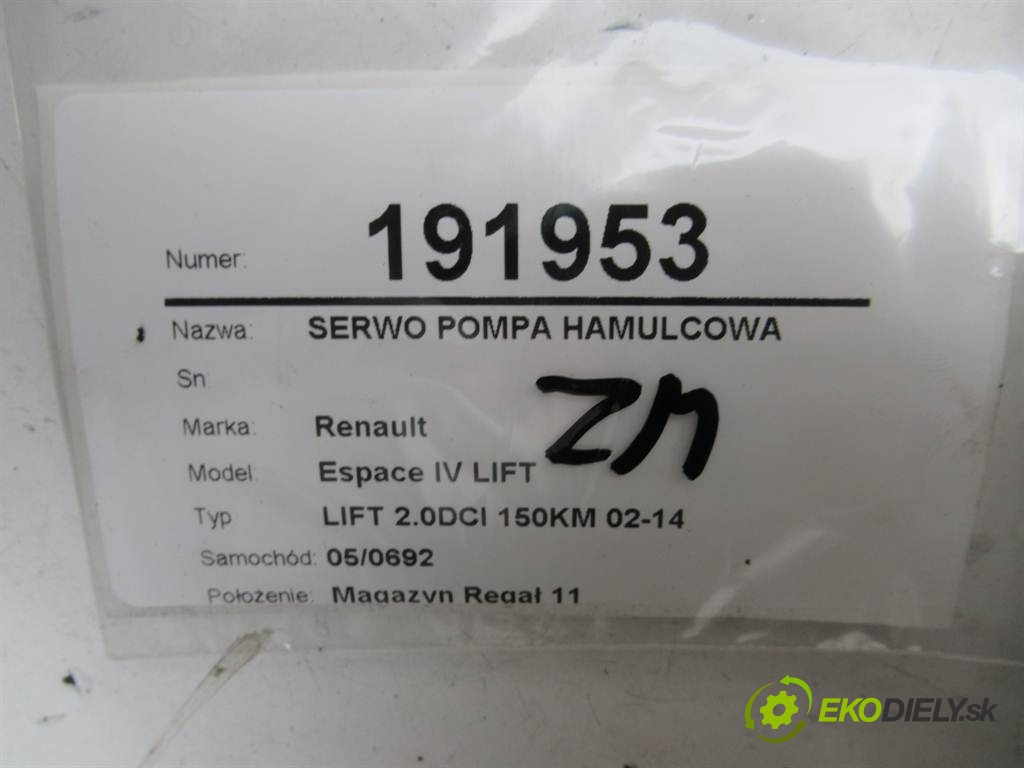 Numer: 191953
Nazwa: SERWO POMPA HAMULCOWA
Sn
Marka: Renault
Model: Espace IV LIFT
Typ LIFT 2.0DCI 150KM 02-14
Samochód: 05/0692
Położenie: Magazyn Regał 11
ZM
EKODIELY.sk